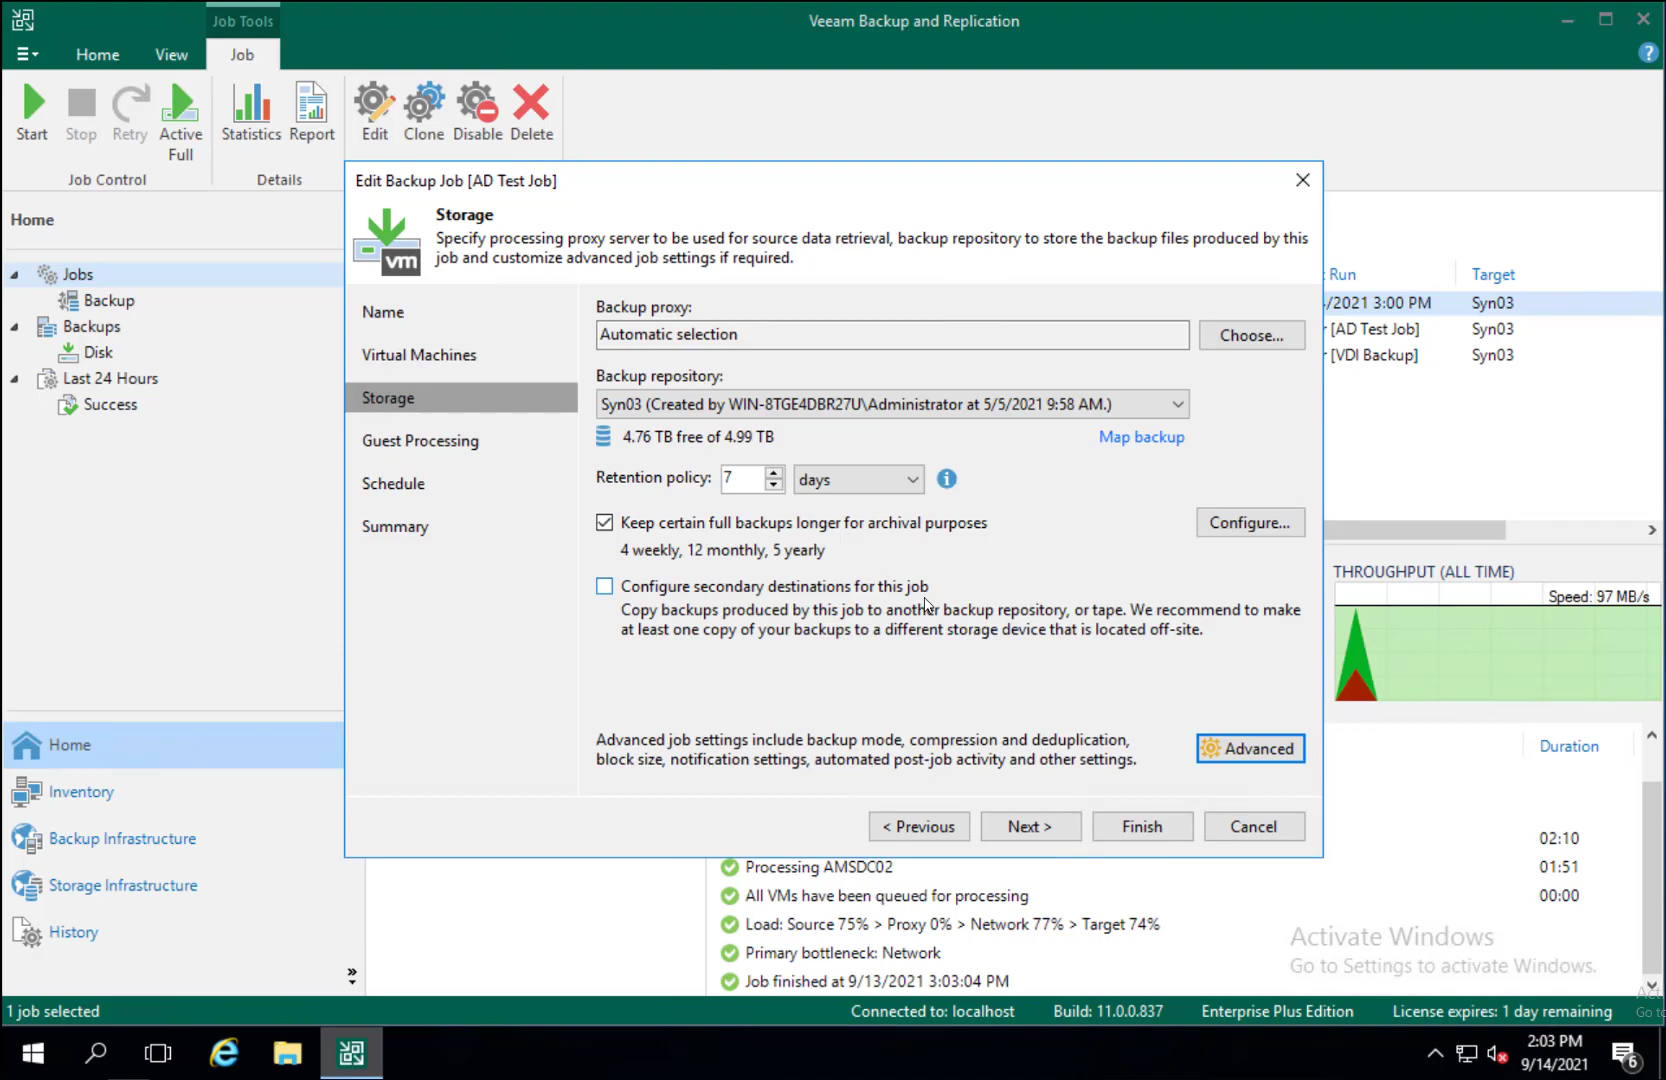 Job Tools
Veeam Backup and Replication
Home
View
Job
Start
Stop
Retry
Active
Full
Statistics
Report
Edit
Clone
Disable
Delete
Job Control
Details
Edit Backup Job [AD Test Job]
Storage
Specify processing proxy server to be used for source data retrieval, backup repository to store the backup files produced by this
job and customize advanced job settings if required.
Home
Jobs
Backup
Backups
Disk
Last 24 Hours
Success
Name
Virtual Machines
Storage
Guest Processing
Schedule
Summary
Backup proxy:
Automatic selection
Choose...
Backup repository:
Syn03 (Created by WIN-8TGE4DBR27U\Administrator at 5/5/2021 9:58 AM.)
4.76 TB free of 4.99 TB
Map backup
Retention policy:
7
days
Keep certain full backups longer for archival purposes
Configure...
4 weekly, 12 monthly, 5 yearly
Configure secondary destinations for this job
Copy backups produced by this job to another backup repository, or tape. We recommend to make
at least one copy of your backups to a different storage device that is located off-site.
Advanced job settings include backup mode, compression and deduplication,
block size, notification settings, automated post-job activity and other settings.
Advanced
< Previous
Next >
Finish
Cancel
Run
Target
/2021 3:00 PM
Syn03
[AD Test Job]
Syn03
[VDI Backup]
Syn03
THROUGHPUT (ALL TIME)
Speed: 97 MB/s
Duration
02:10
Processing AMSDC02
01:51
All VMs have been queued for processing
00:00
Load: Source 75% > Proxy 0% > Network 77% > Target 74%
Primary bottleneck: Network
Job finished at 9/13/2021 3:03:04 PM
Activate Windows
Go to Settings to activate Windows.
Home
Inventory
Backup Infrastructure
Storage Infrastructure
History
1 job selected
Connected to: localhost
Build: 11.0.0.837
Enterprise Plus Edition
License expires: 1 day remaining
2:03 PM
9/14/2021
6
vm